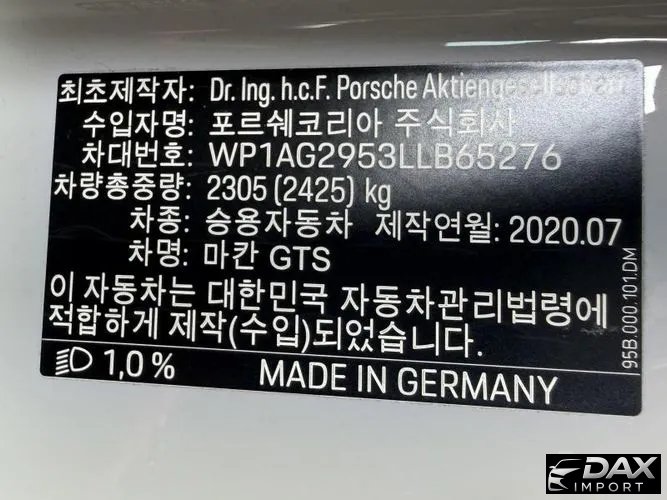 최초제작자: Dr. Ing. h.c.F. Porsche Aktiengesellschaft
수입자명: 포르쉐코리아 주식회사
차대번호: WP1AG2953LLB65276
차량총중량: 2305 (2425) kg
차종: 승용자동차 제작연월: 2020.07
차명: 마칸 GTS
이 자동차는 대한민국 자동차관리법령에
적합하게 제작(수입)되었습니다.
1,0 % MADE IN GERMANY
95B.000.101.DM
DAX
IMPORT